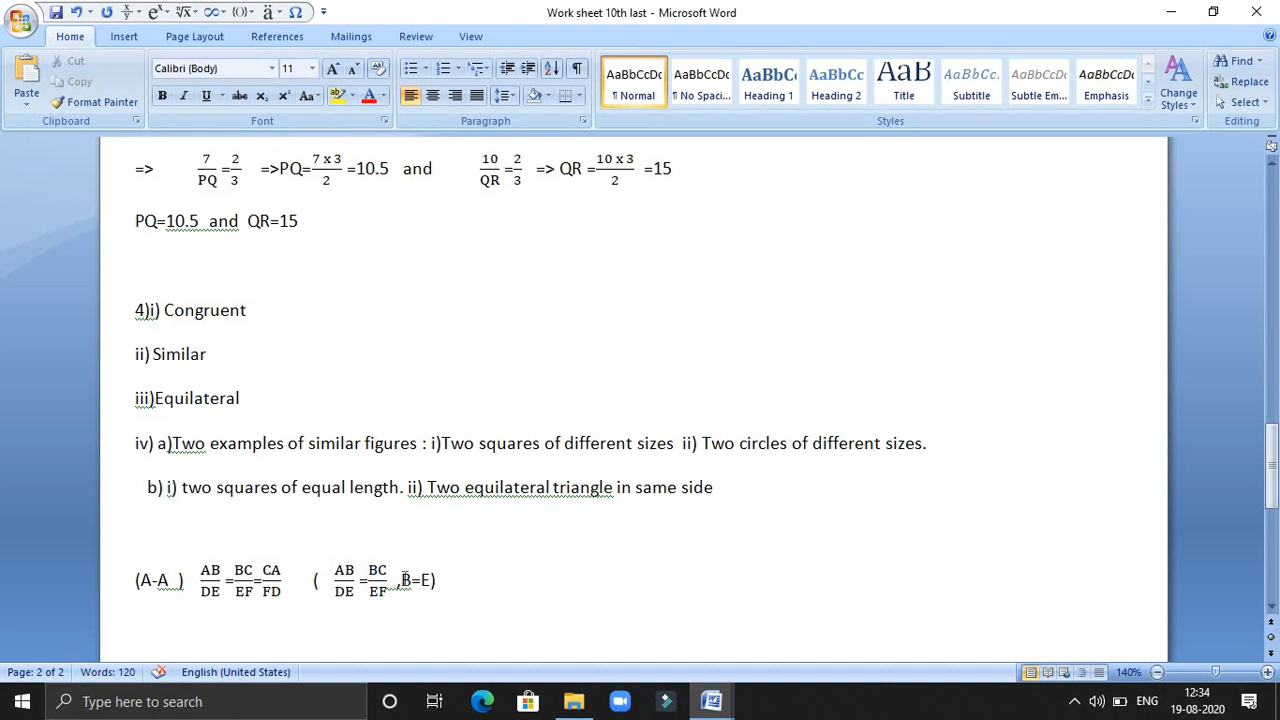 Work sheet 10th last - Microsoft Word
Home Insert Page Layout References Mailings Review View
Paste Cut Copy Format Painter
Clipboard
Calibri (Body) 11
Font
Paragraph
AaBbCcDc AaBbCcDc AaBbCc AaBbCc AaB AaBbCc. AaBbCcDc AaBbCcDc
¶ Normal ¶ No Spaci... Heading 1 Heading 2 Title Subtitle Subtle Em... Emphasis
Styles
Change Styles
Find Replace Select
Editing
=> 7/PQ =2/3 =>PQ=7 x 3/2 =10.5 and 10/QR =2/3 => QR =10 x 3/2 =15
PQ=10.5 and QR=15
4)i) Congruent
ii) Similar
iii)Equilateral
iv) a)Two examples of similar figures : i)Two squares of different sizes ii) Two circles of different sizes.
b) i) two squares of equal length. ii) Two equilateral triangle in same side
(A-A ) AB/DE =BC/EF=CA/FD ( AB/DE =BC/EF ,B=E)
Page: 2 of 2 Words: 120 English (United States) 140%
Type here to search ENG 12:34
19-08-2020